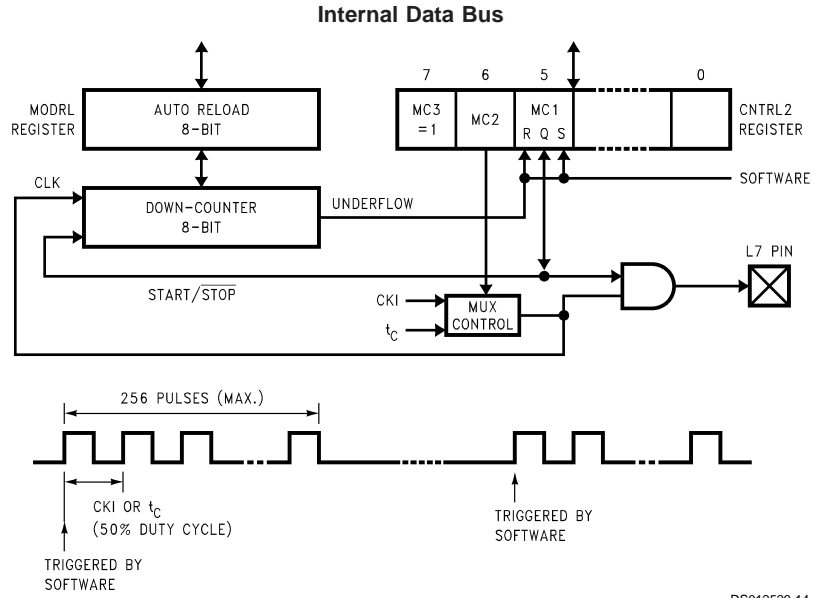 Internal Data Bus
7 6 5 0
MODRL
REGISTER
AUTO RELOAD
8-BIT
MC3
=1
MC2
MC1
R Q S
CNTRL2
REGISTER
CLK
DOWN-COUNTER
8-BIT
UNDERFLOW
SOFTWARE
START/STOP
L7 PIN
CKI
tC
MUX
CONTROL
256 PULSES (MAX.)
CKI OR tC
(50% DUTY CYCLE)
TRIGGERED BY
SOFTWARE
TRIGGERED BY
SOFTWARE